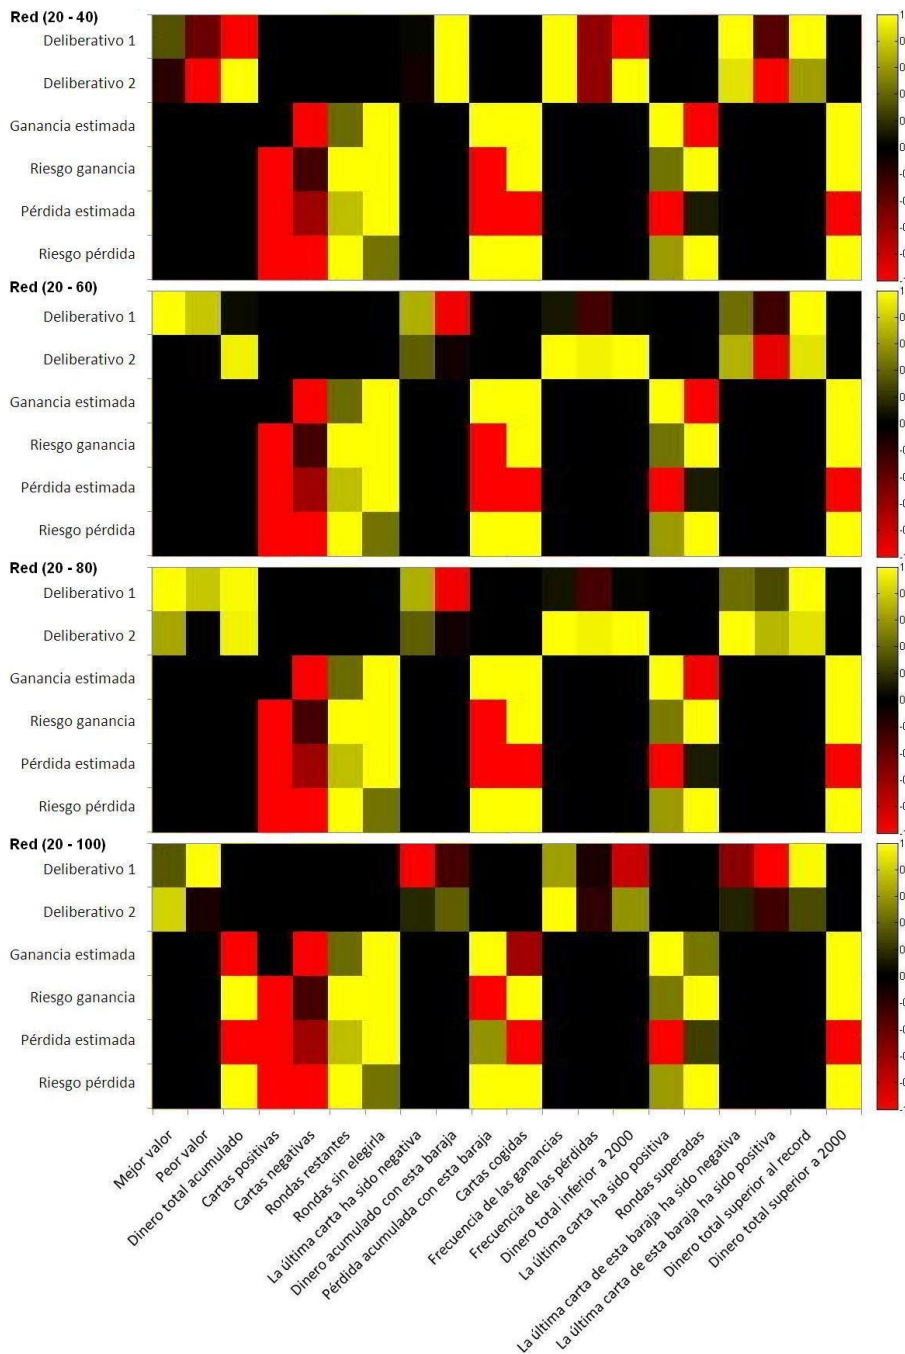 Red (20 - 40)
Deliberativo 1
Deliberativo 2
Ganancia estimada
Riesgo ganancia
Pérdida estimada
Riesgo pérdida
Red (20 - 60)
Deliberativo 1
Deliberativo 2
Ganancia estimada
Riesgo ganancia
Pérdida estimada
Riesgo pérdida
Red (20 - 80)
Deliberativo 1
Deliberativo 2
Ganancia estimada
Riesgo ganancia
Pérdida estimada
Riesgo pérdida
Red (20 - 100)
Deliberativo 1
Deliberativo 2
Ganancia estimada
Riesgo ganancia
Pérdida estimada
Riesgo pérdida
Mejor valor
Peor valor
Dinero total acumulado
Cartas positivas
Cartas negativas
Rondas restantes
Rondas sin elegirla
La última carta ha sido negativa
Dinero acumulado con esta baraja
Pérdida acumulada con esta baraja
Cartas cogidas
Frecuencia de las ganancias
Frecuencia de las pérdidas
Dinero total inferior a 2000
La última carta ha sido positiva
Rondas superadas
La última carta de esta baraja ha sido negativa
La última carta de esta baraja ha sido positiva
Dinero total superior al record
Dinero total superior a 2000